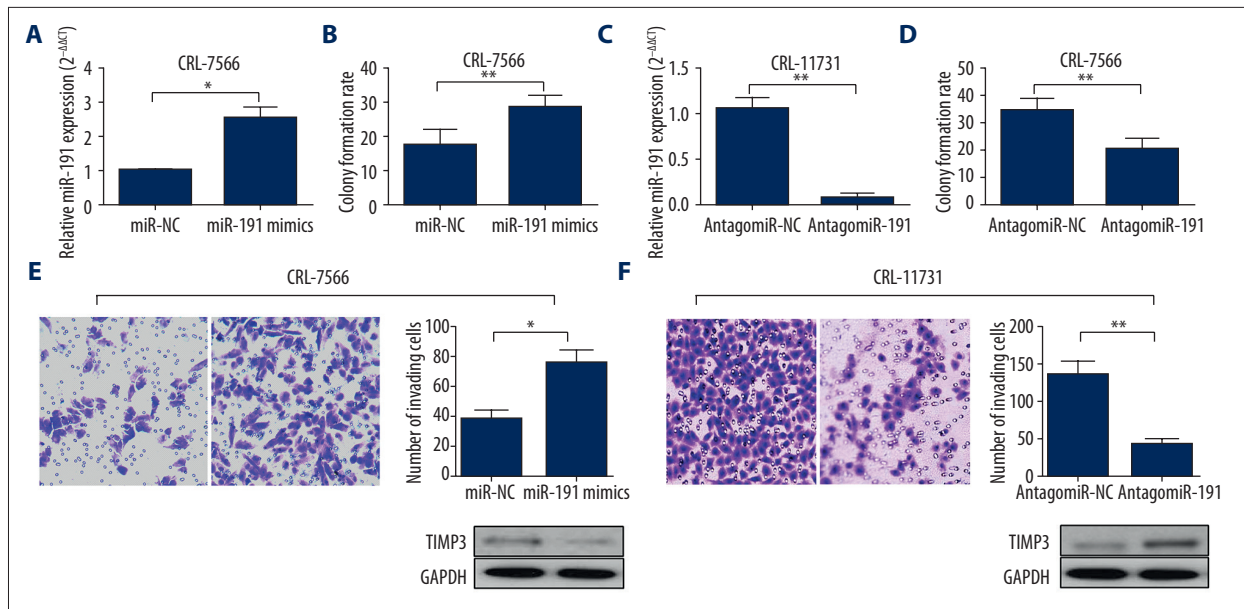 A
Relative miR-191 expression (2⁻ΔΔCT)
CRL-7566
*
4
3
2
1
0
miR-NC miR-191 mimics
B
Colony formation rate
CRL-7566
**
40
30
20
10
0
miR-NC miR-191 mimics
C
Relative miR-191 expression (2⁻ΔΔCT)
CRL-11731
**
1.5
1.0
0.5
0.0
AntagomiR-NC AntagomiR-191
D
Colony formation rate
CRL-7566
**
50
40
30
20
10
0
AntagomiR-NC AntagomiR-191
E
CRL-7566
Number of invading cells
*
100
80
60
40
20
0
miR-NC miR-191 mimics
TIMP3
GAPDH
F
CRL-11731
Number of invading cells
**
200
150
100
50
0
AntagomiR-NC AntagomiR-191
TIMP3
GAPDH